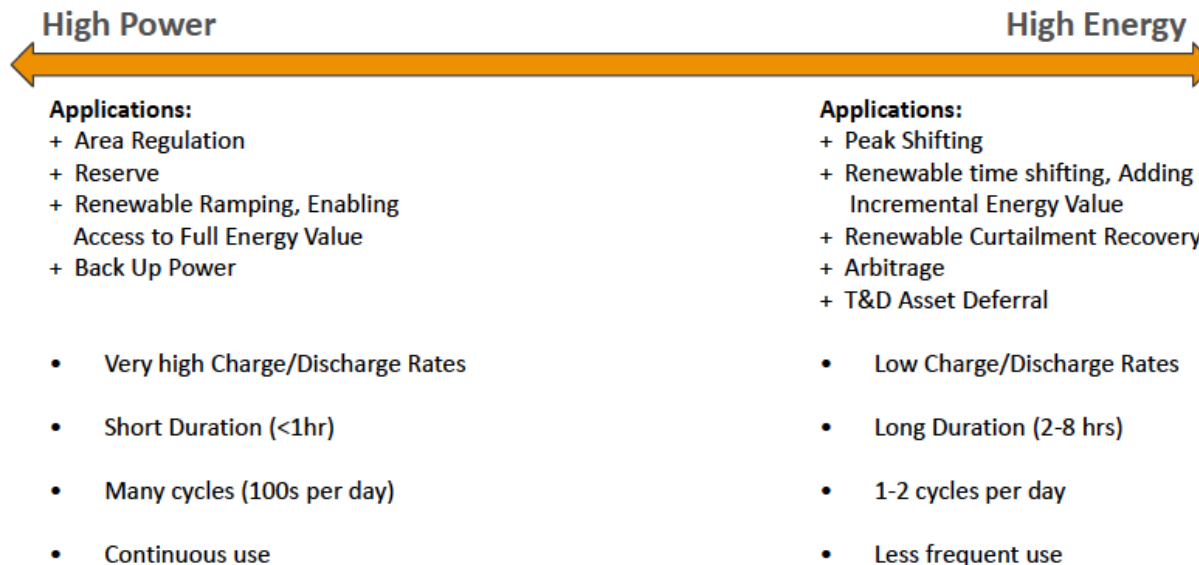 High Power
High Energy
Applications:
+ Area Regulation
+ Reserve
+ Renewable Ramping, Enabling
Access to Full Energy Value
+ Back Up Power
• Very high Charge/Discharge Rates
• Short Duration (<1hr)
• Many cycles (100s per day)
• Continuous use
Applications:
+ Peak Shifting
+ Renewable time shifting, Adding
Incremental Energy Value
+ Renewable Curtailment Recovery
+ Arbitrage
+ T&D Asset Deferral
• Low Charge/Discharge Rates
• Long Duration (2-8 hrs)
• 1-2 cycles per day
• Less frequent use